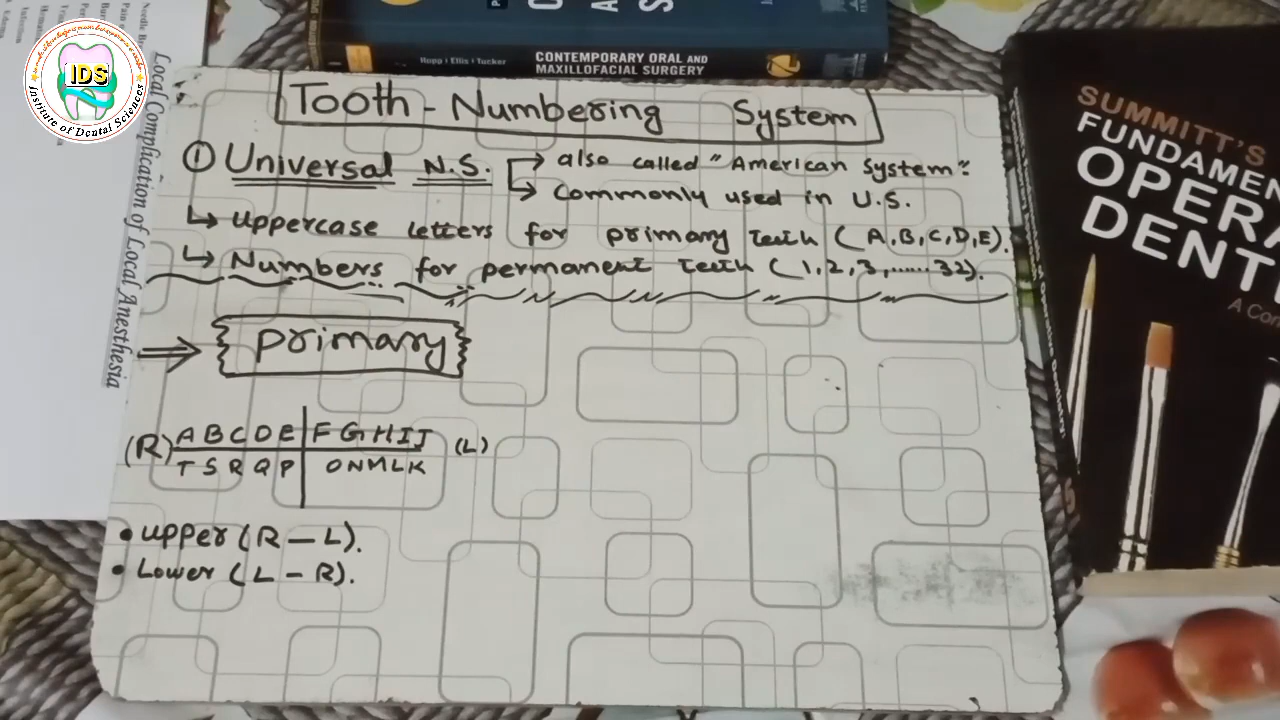 IDS
Institute of Dental Sciences
Local Complication of Local Anesthesia
Hupp | Ellis | Tucker
CONTEMPORARY ORAL AND
MAXILLOFACIAL SURGERY
SUMMITT'S
FUNDAMEN
OPERA
DENT
A Con
Tooth - Numbering System
① Universal N.S.
→ also called "American System".
→ Commonly used in U.S.
↳ Uppercase letters for primary teeth (A,B,C,D,E).
↳ Numbers for permanent teeth (1,2,3,...... 32).
⇒ primary
(R) A B C D E | F G H I J (L)
T S R Q P | O N M L K
• Upper (R – L).
• Lower (L – R).